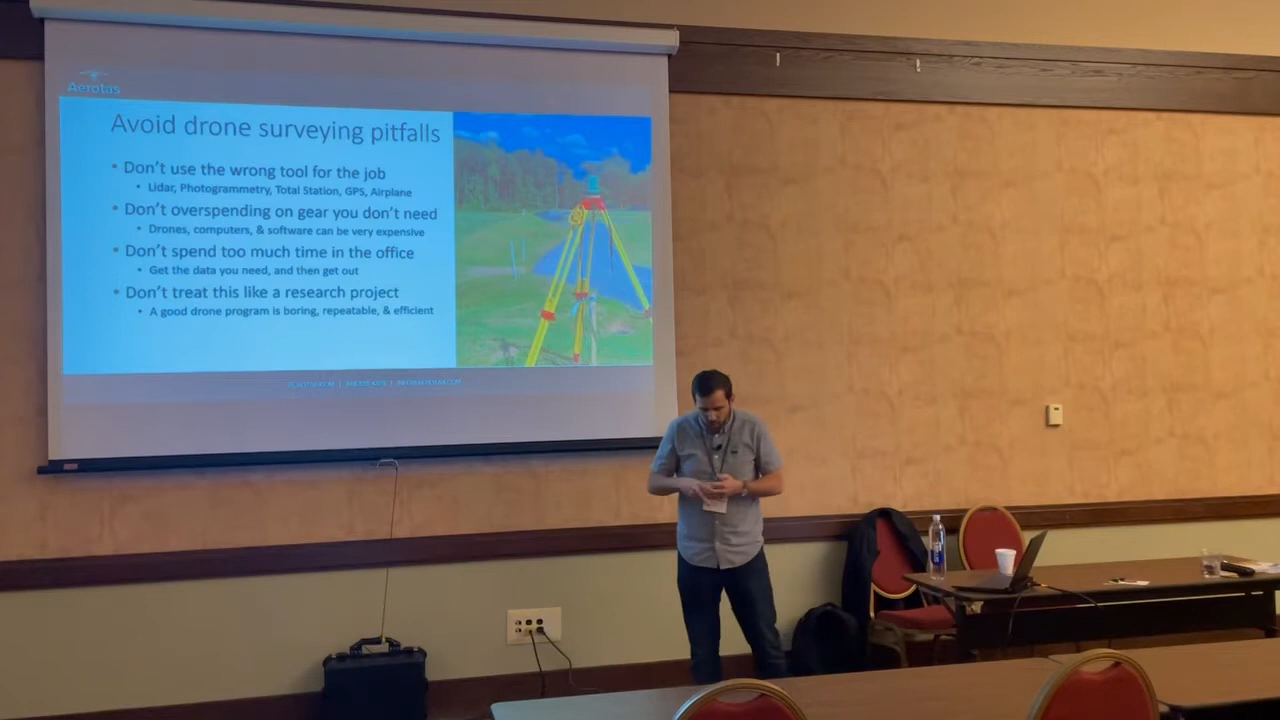 Aerotas
Avoid drone surveying pitfalls
• Don't use the wrong tool for the job
• Lidar, Photogrammetry, Total Station, GPS, Airplane
• Don't overspending on gear you don't need
• Drones, computers, & software can be very expensive
• Don't spend too much time in the office
• Get the data you need, and then get out
• Don't treat this like a research project
• A good drone program is boring, repeatable, & efficient